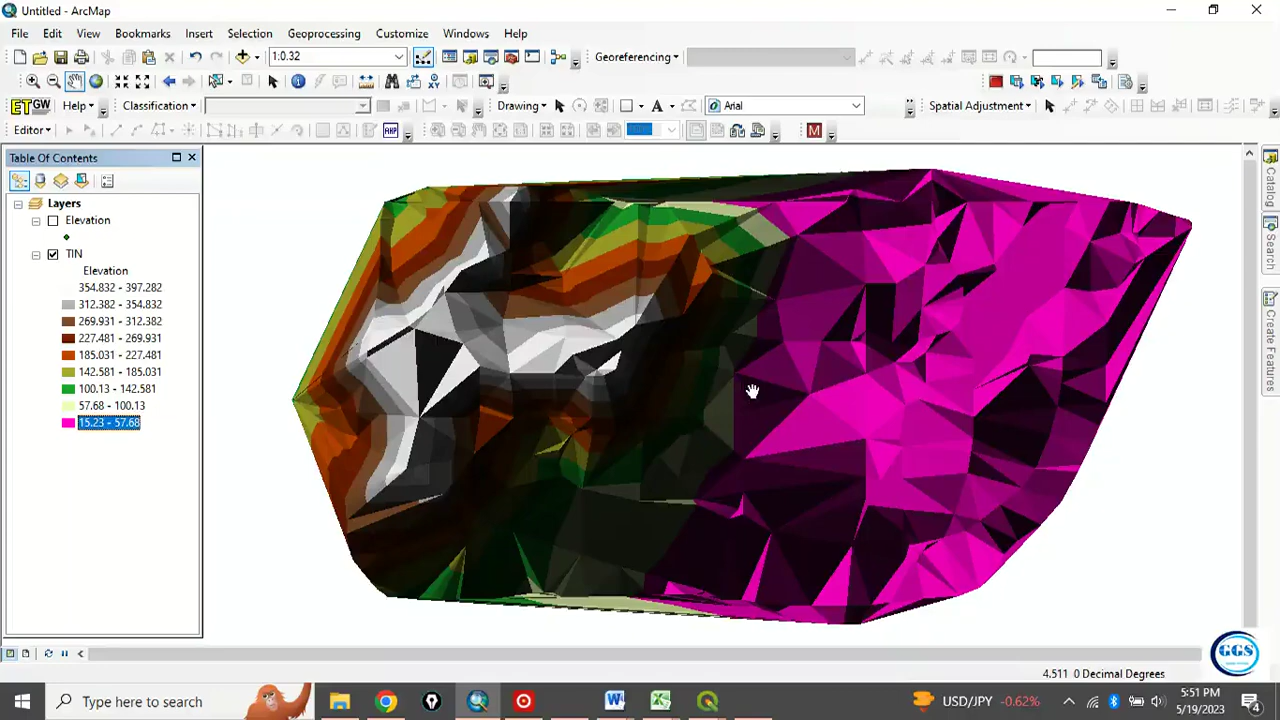 Untitled - ArcMap
File Edit View Bookmarks Insert Selection Geoprocessing Customize Windows Help
1:0.32 Georeferencing
ETGW Help Classification Drawing A Arial Spatial Adjustment
Editor AKP M
Table Of Contents
Layers
Elevation
TIN
Elevation
354.832 - 397.282
312.382 - 354.832
269.931 - 312.382
227.481 - 269.931
185.031 - 227.481
142.581 - 185.031
100.13 - 142.581
57.68 - 100.13
15.23 - 57.68
Catalog
Search
Create Features
GGS
4.511 0 Decimal Degrees
Type here to search
USD/JPY -0.62%
5:51 PM
5/19/2023
4